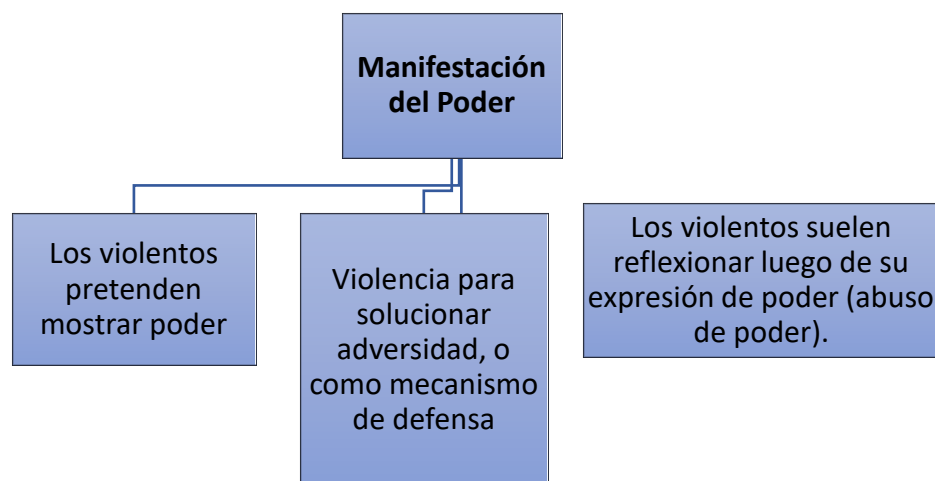 Manifestación
del Poder
Los violentos
pretenden
mostrar poder
Violencia para
solucionar
adversidad, o
como mecanismo
de defensa
Los violentos suelen
reflexionar luego de su
expresión de poder (abuso
de poder).